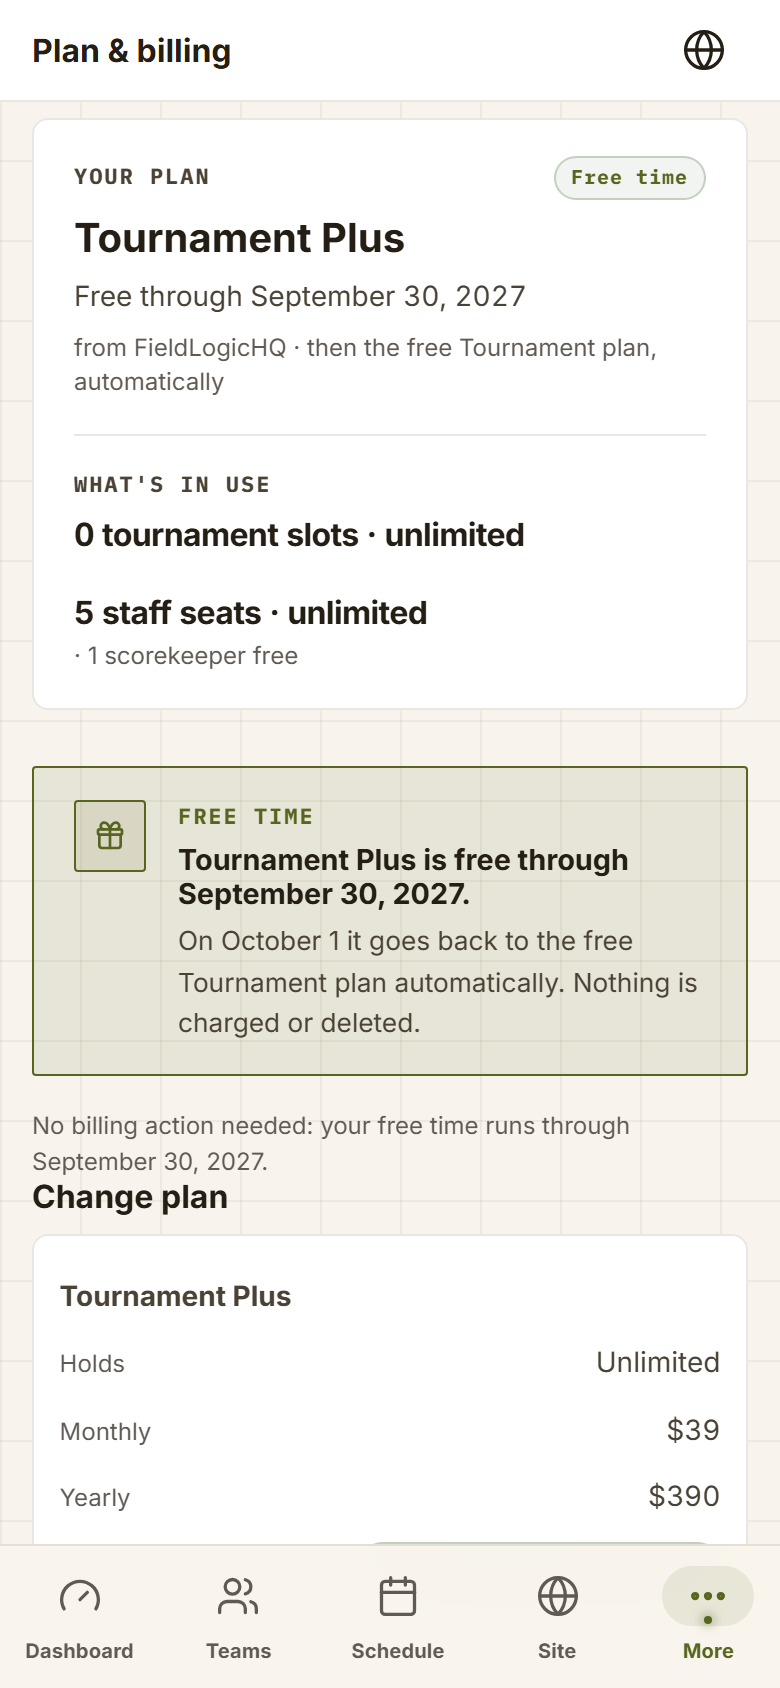 Plan & billing
YOUR PLAN
Free time
Tournament Plus
Free through September 30, 2027
from FieldLogicHQ · then the free Tournament plan,
automatically
WHAT'S IN USE
0 tournament slots · unlimited
5 staff seats · unlimited
· 1 scorekeeper free
FREE TIME
Tournament Plus is free through
September 30, 2027.
On October 1 it goes back to the free
Tournament plan automatically. Nothing is
charged or deleted.
No billing action needed: your free time runs through
September 30, 2027.
Change plan
Tournament Plus
Holds Unlimited
Monthly $39
Yearly $390
Dashboard Teams Schedule Site More